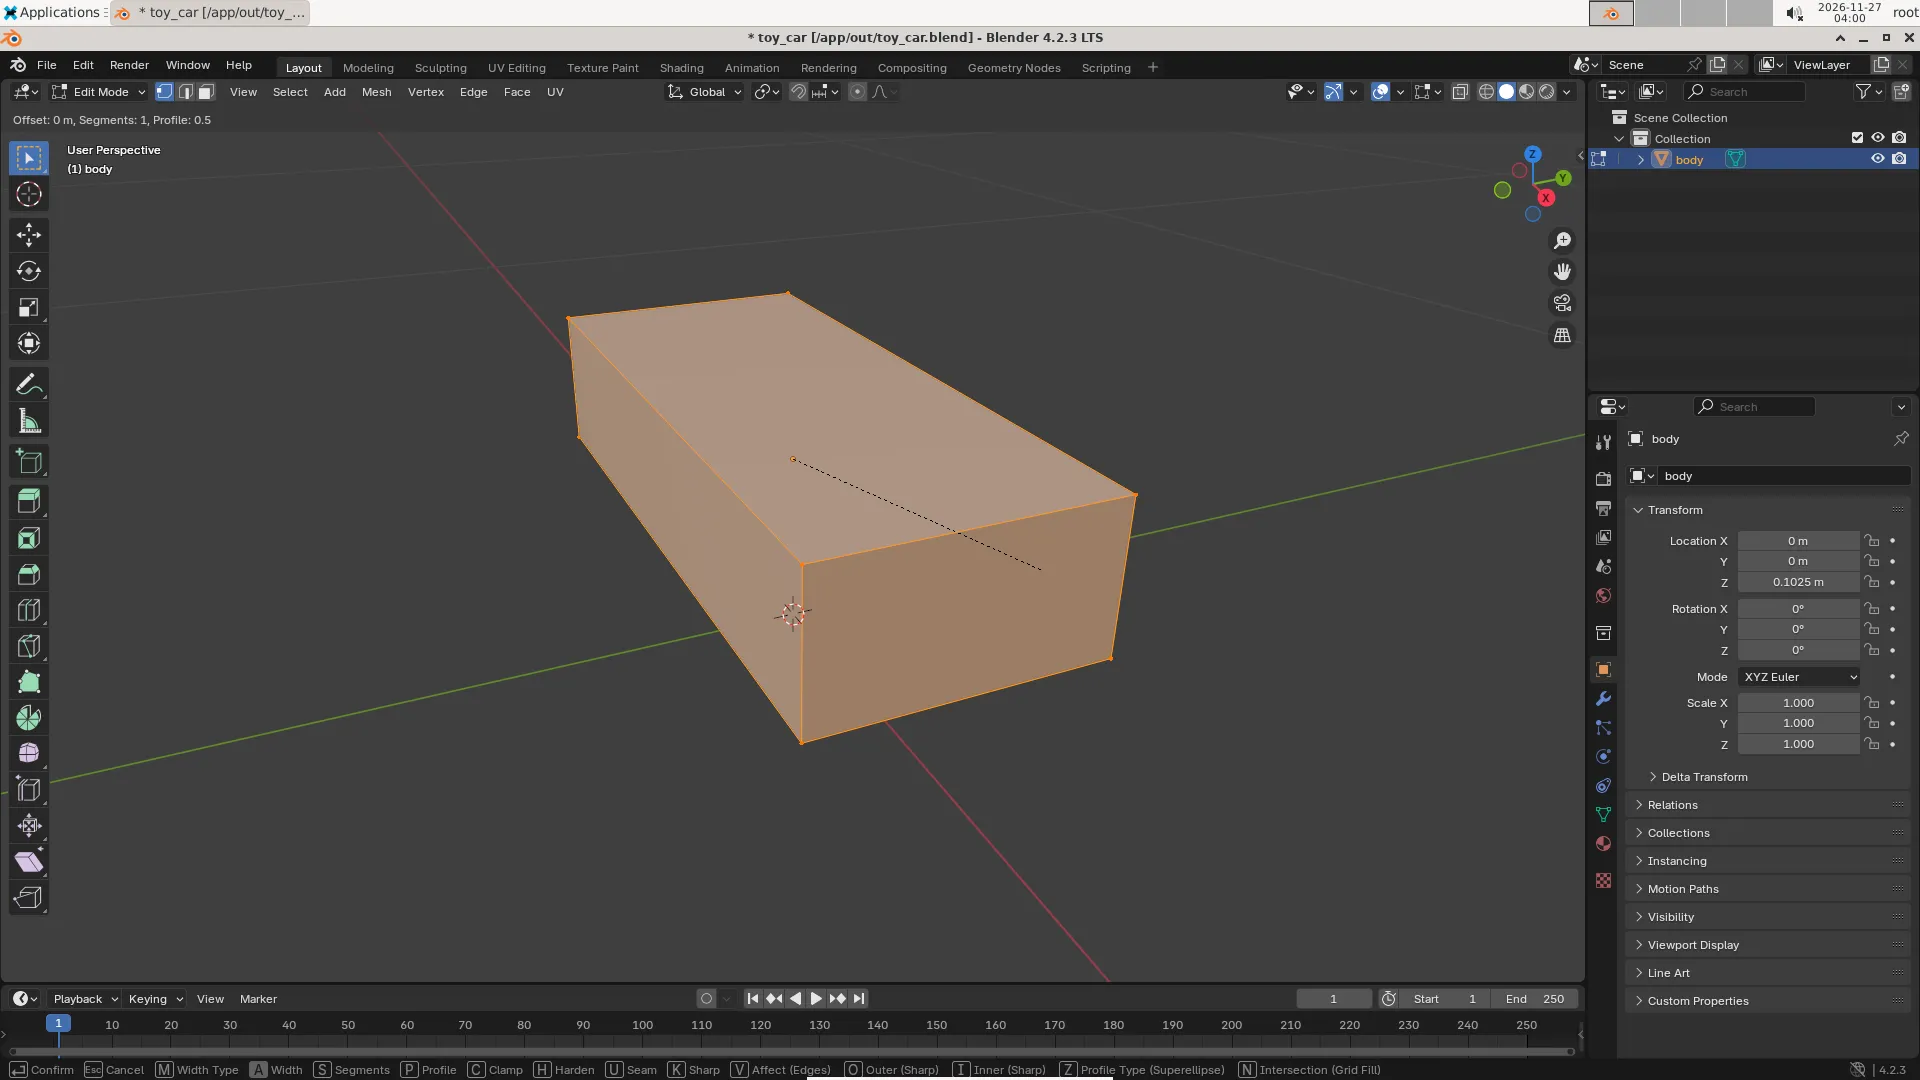 Applications
* toy_car [/app/out/toy_...
2026-11-27
04:00
root
* toy_car [/app/out/toy_car.blend] - Blender 4.2.3 LTS
File Edit Render Window Help
Layout Modeling Sculpting UV Editing Texture Paint Shading Animation Rendering Compositing Geometry Nodes Scripting
Scene
ViewLayer
Edit Mode
View Select Add Mesh Vertex Edge Face UV
Global
Search
Offset: 0 m, Segments: 1, Profile: 0.5
Scene Collection
Collection
body
User Perspective
(1) body
Z
Y
X
Search
body
body
Transform
Location X 0 m
Y 0 m
Z 0.1025 m
Rotation X 0°
Y 0°
Z 0°
Mode XYZ Euler
Scale X 1.000
Y 1.000
Z 1.000
Delta Transform
Relations
Collections
Instancing
Motion Paths
Visibility
Viewport Display
Line Art
Custom Properties
Playback Keying View Marker
1
Start 1
End 250
1 10 20 30 40 50 60 70 80 90 100 110 120 130 140 150 160 170 180 190 200 210 220 230 240 250
Confirm Esc Cancel M Width Type A Width S Segments P Profile C Clamp H Harden U Seam K Sharp V Affect (Edges) O Outer (Sharp) I Inner (Sharp) Z Profile Type (Superellipse) N Intersection (Grid Fill)
4.2.3